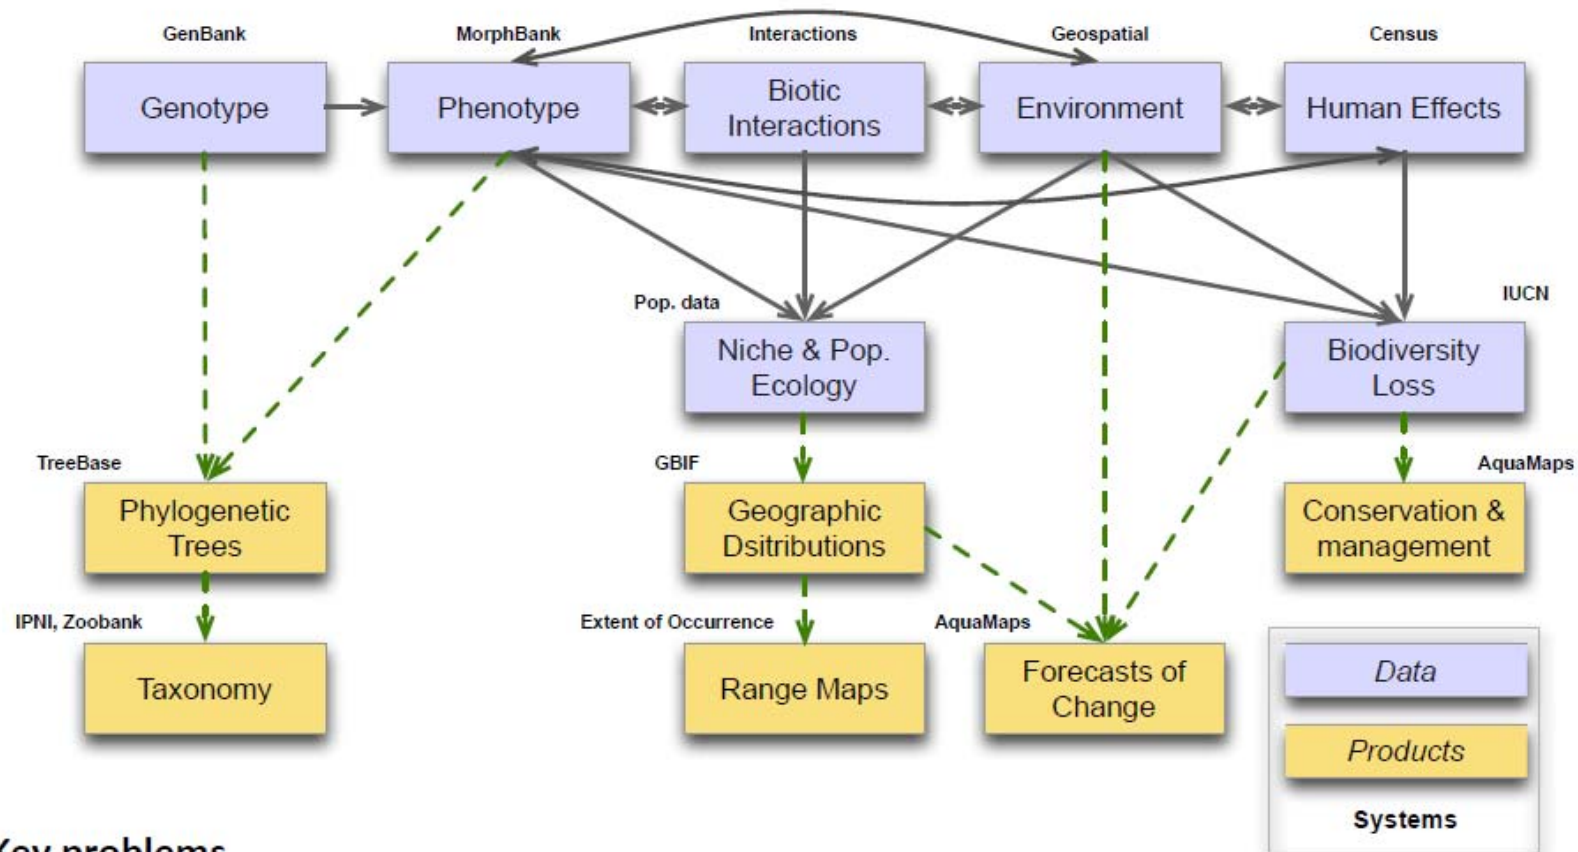 GenBank
MorphBank
Interactions
Geospatial
Census
Genotype
Phenotype
Biotic
Interactions
Environment
Human Effects
Pop. data
IUCN
Niche & Pop.
Ecology
Biodiversity
Loss
TreeBase
GBIF
AquaMaps
Phylogenetic
Trees
Geographic
Dsitributions
Conservation &
management
IPNI, Zoobank
Extent of Occurrence
AquaMaps
Taxonomy
Range Maps
Forecasts of
Change
Data
Products
Systems
Key problems